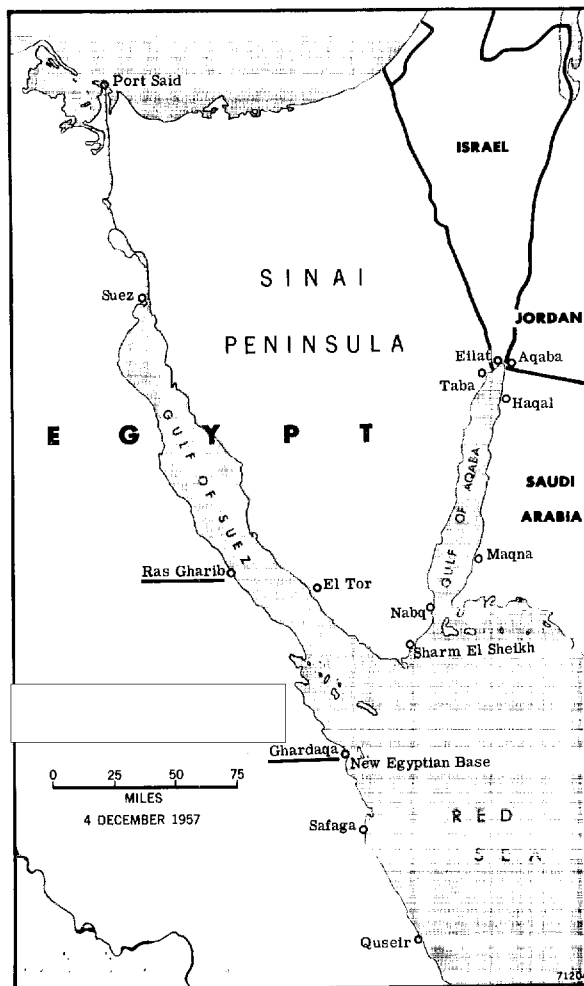 Port Said
ISRAEL
SINAI
PENINSULA
Suez
JORDAN
Eilat
Aqaba
Taba
Haqal
EGYPT
GULF OF SUEZ
GULF OF AQABA
SAUDI
ARABIA
Ras Gharib
El Tor
Maqna
Nabq
Sharm El Sheikh
Ghardaqa
New Egyptian Base
0 25 50 75
MILES
4 DECEMBER 1957
Safaga
RED
SEA
Quseir
71204